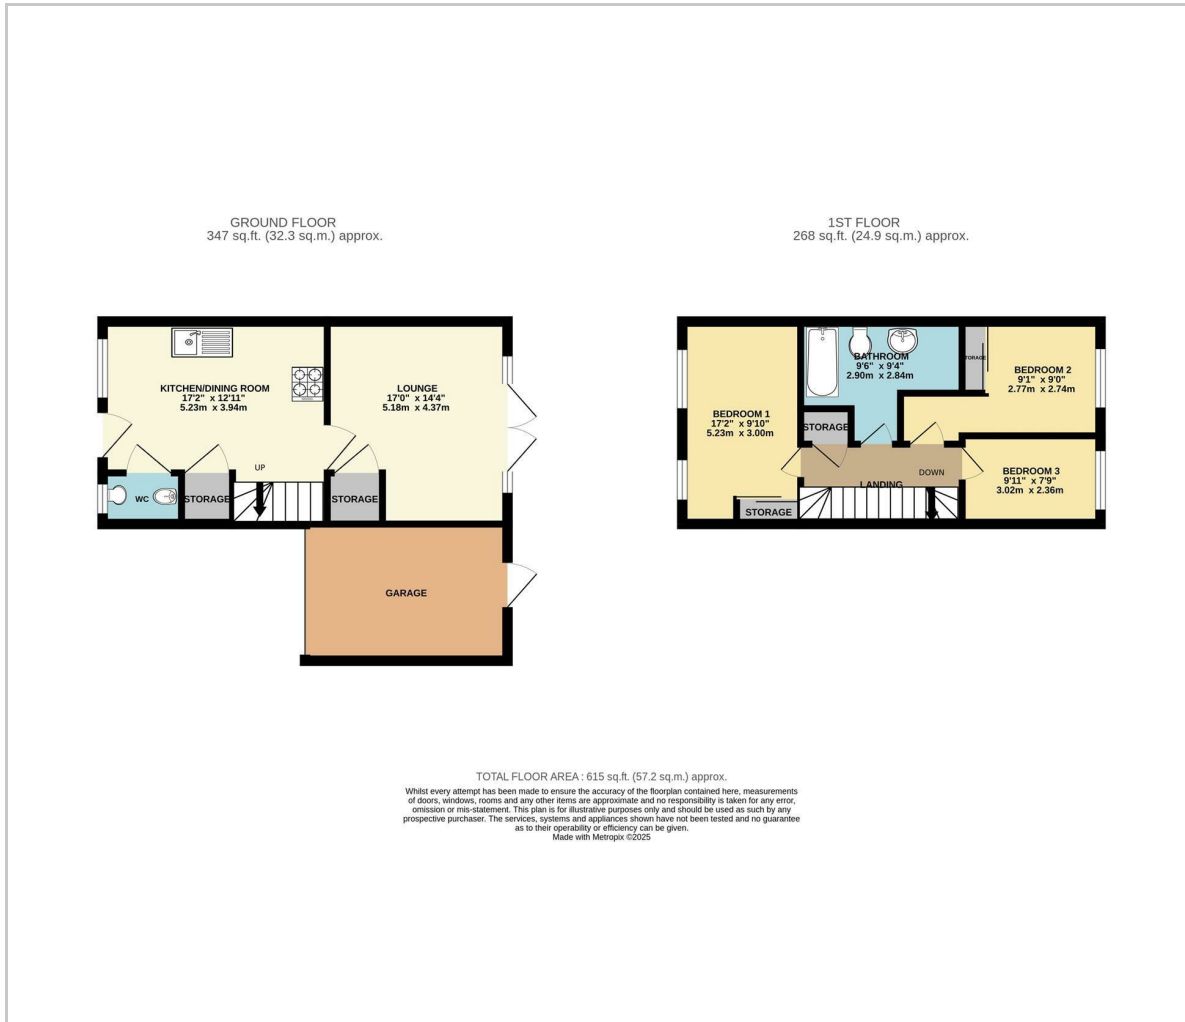 GROUND FLOOR
347 sq.ft. (32.3 sq.m.) approx.
KITCHEN/DINING ROOM
17'2" x 12'11"
5.23m x 3.94m
LOUNGE
17'0" x 14'4"
5.18m x 4.37m
UP
WC
STORAGE
STORAGE
GARAGE
1ST FLOOR
268 sq.ft. (24.9 sq.m.) approx.
BATHROOM
9'6" x 9'4"
2.90m x 2.84m
STORAGE
BEDROOM 2
9'1" x 9'0"
2.77m x 2.74m
BEDROOM 1
17'2" x 9'10"
5.23m x 3.00m
STORAGE
DOWN
LANDING
BEDROOM 3
9'11" x 7'9"
3.02m x 2.36m
STORAGE
TOTAL FLOOR AREA : 615 sq.ft. (57.2 sq.m.) approx.
Whilst every attempt has been made to ensure the accuracy of the floorplan contained here, measurements
of doors, windows, rooms and any other items are approximate and no responsibility is taken for any error,
omission or mis-statement. This plan is for illustrative purposes only and should be used as such by any
prospective purchaser. The services, systems and appliances shown have not been tested and no guarantee
as to their operability or efficiency can be given.
Made with Metropix ©2025